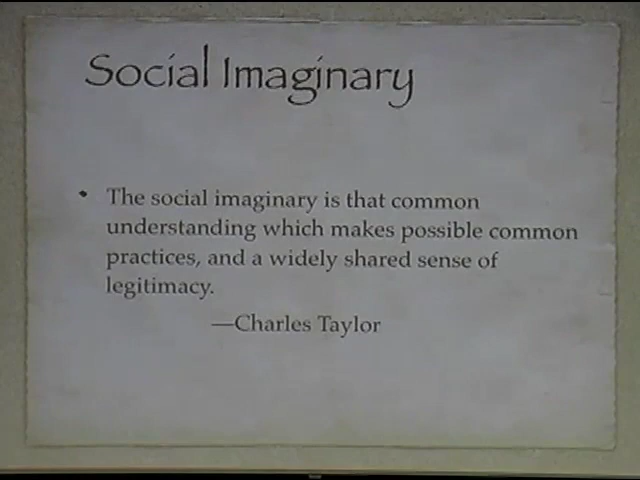 Social Imaginary
The social imaginary is that common
understanding which makes possible common
practices, and a widely shared sense of
legitimacy.
—Charles Taylor